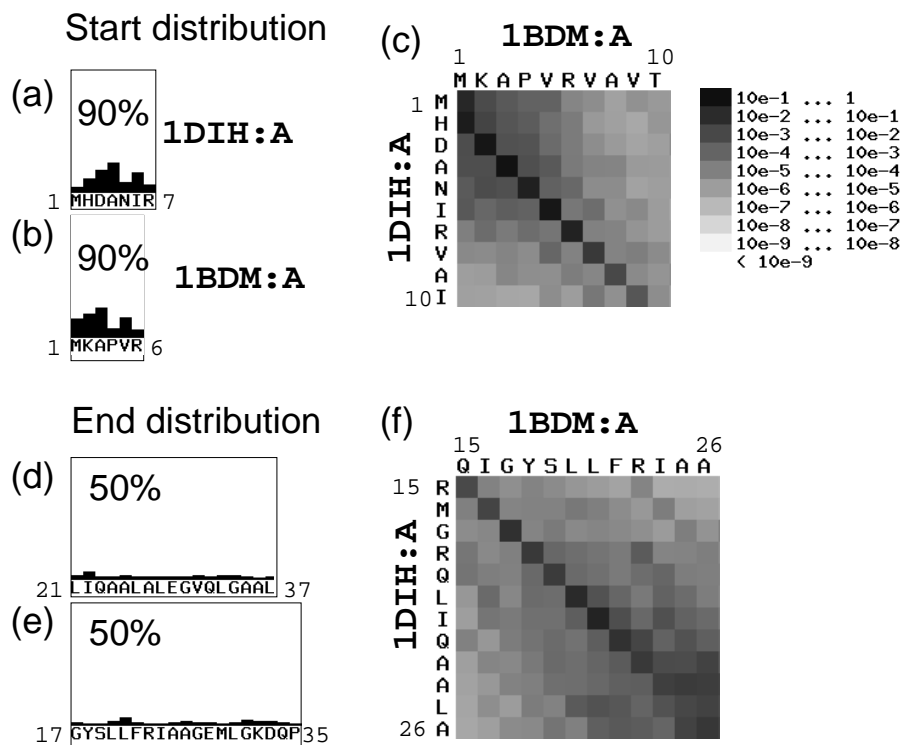 Start distribution
(a)
90%
1DIH:A
1 MHDANIR 7
(b)
90%
1BDM:A
1 MKAPVR 6
(c)
1BDM:A
1 10
M K A P V R V A V T
1DIH:A
1 M
H
D
A
N
I
R
V
A
10 I
10e-1 ... 1
10e-2 ... 10e-1
10e-3 ... 10e-2
10e-4 ... 10e-3
10e-5 ... 10e-4
10e-6 ... 10e-5
10e-7 ... 10e-6
10e-8 ... 10e-7
10e-9 ... 10e-8
< 10e-9
End distribution
(d)
50%
21 LIQAALALEGVQLGAAL 37
(e)
50%
17 GYSLLFRIAAGEMLGKDQP 35
(f)
1BDM:A
15 26
Q I G Y S L L F R I A A
1DIH:A
15 R
M
G
R
Q
L
I
Q
A
A
L
26 A